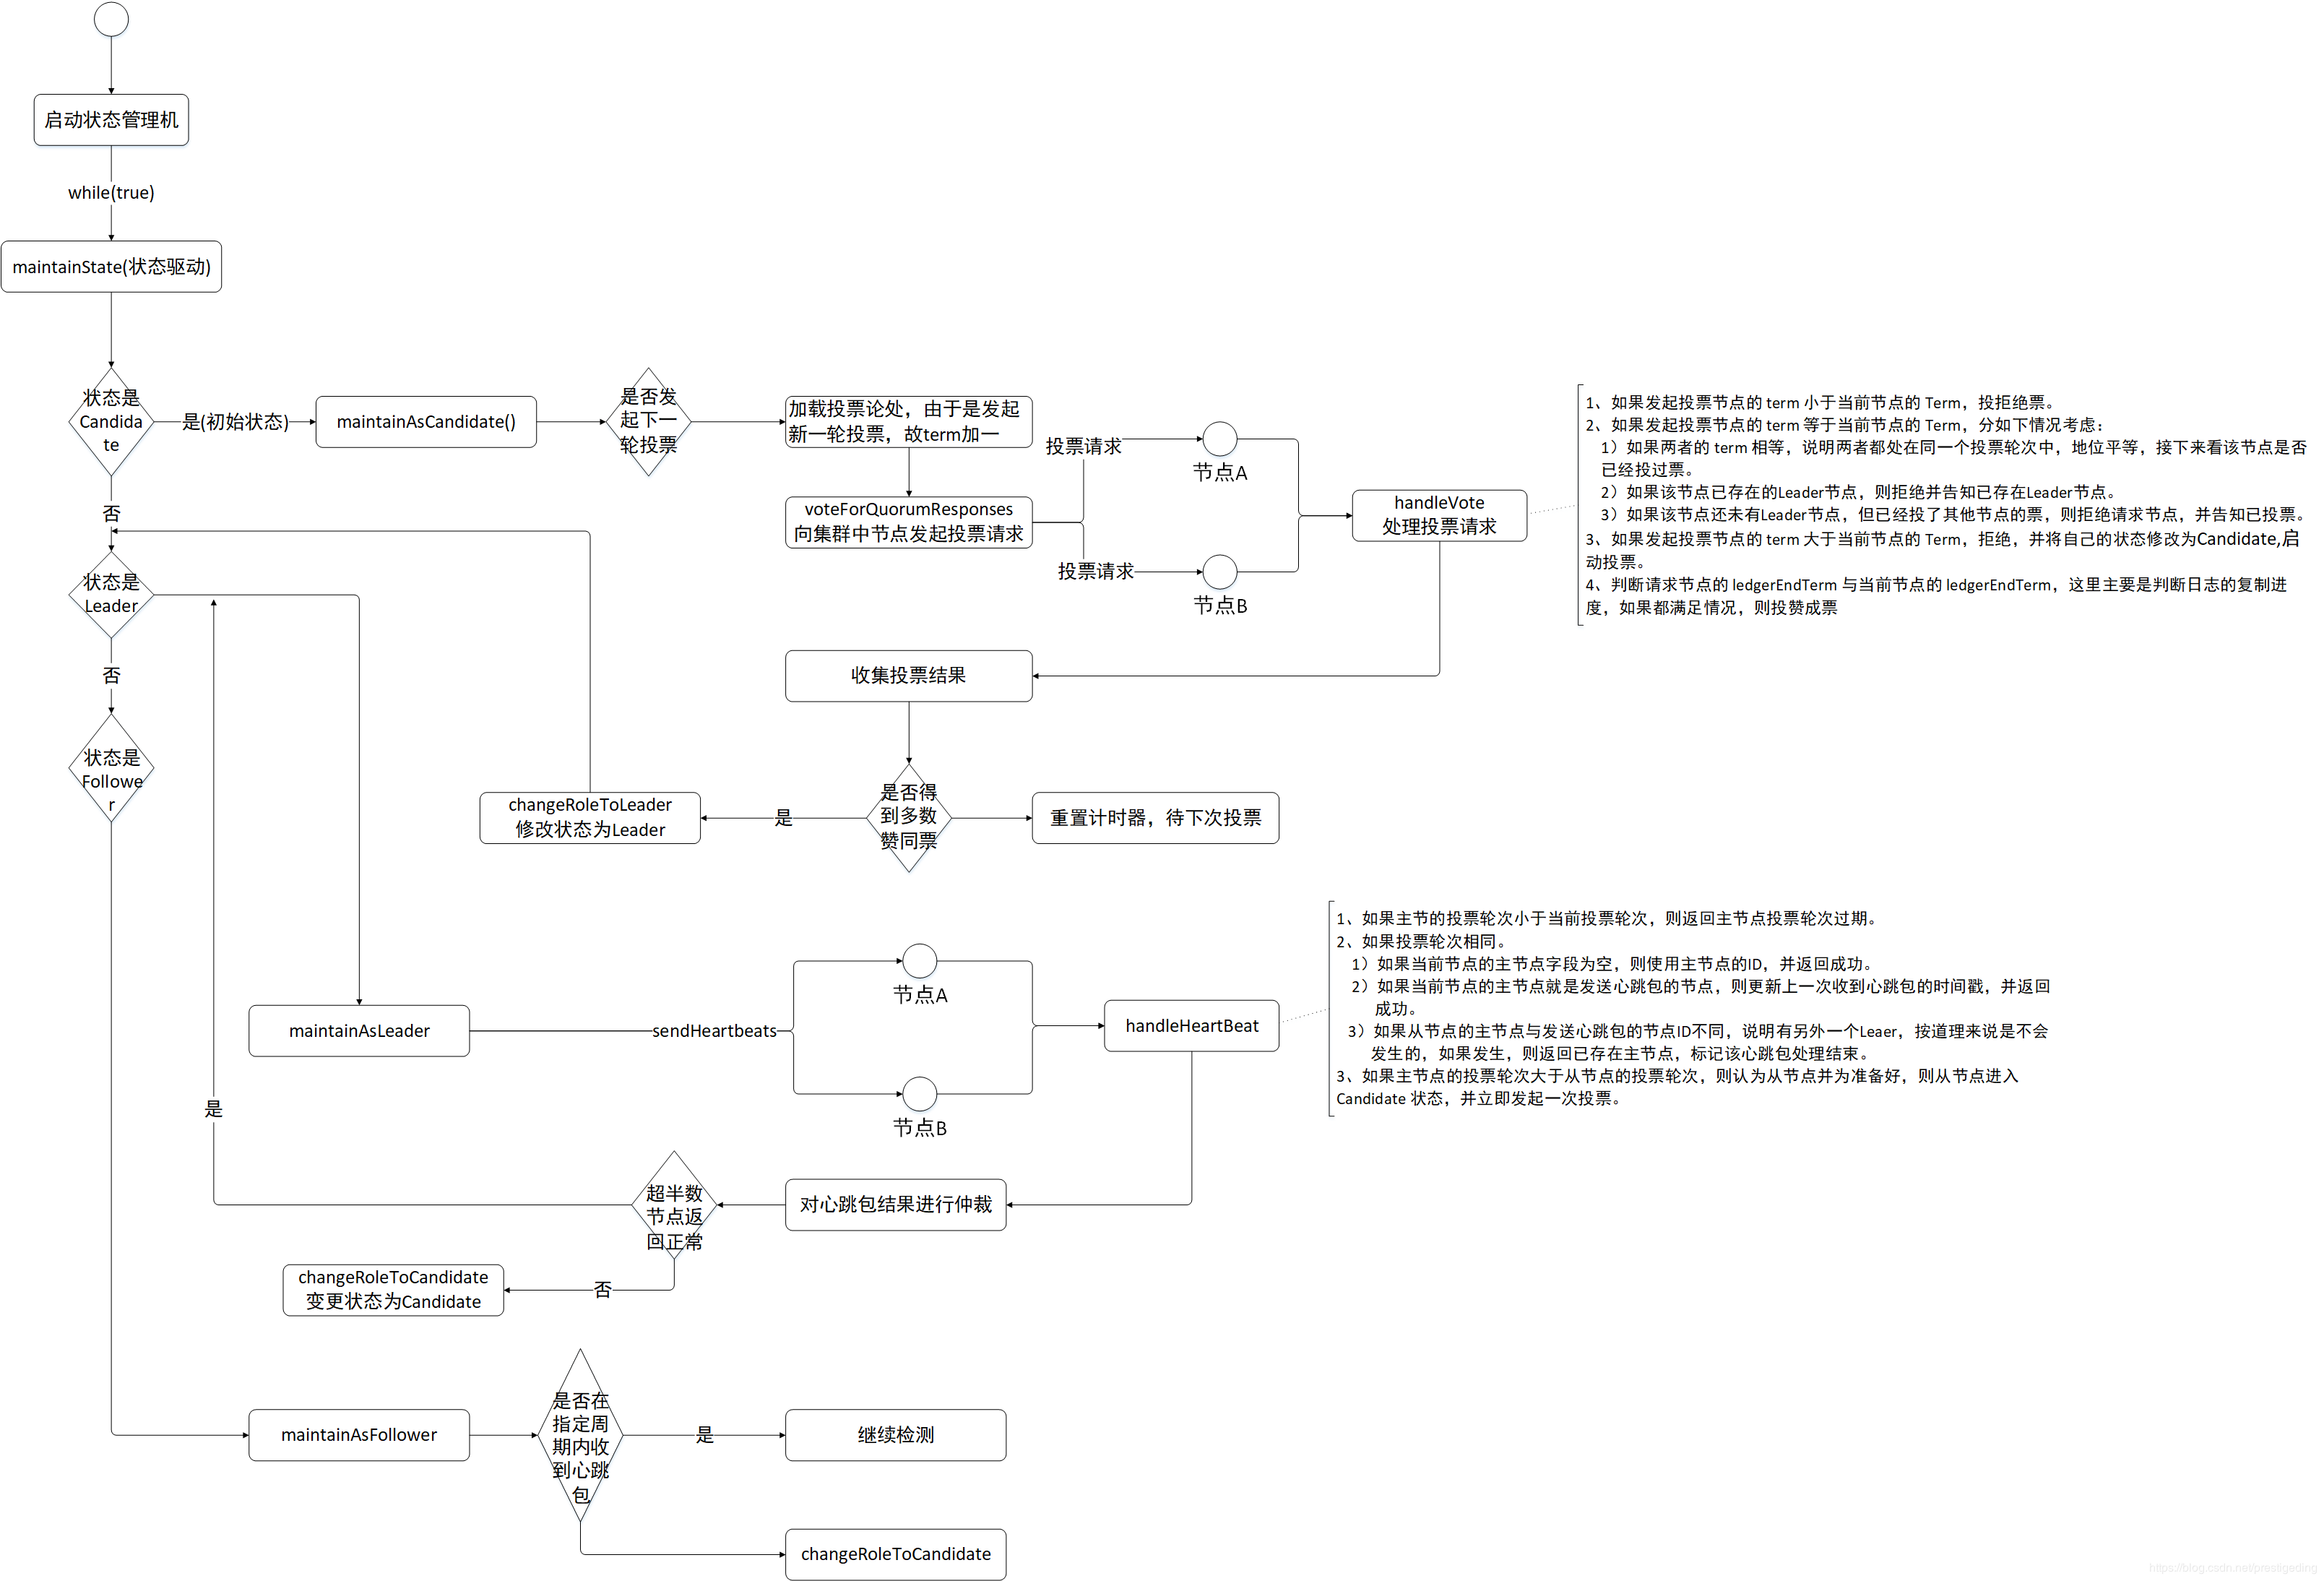 启动状态管理机
while(true)
maintainState(状态驱动)
状态是
Candida
te
是(初始状态)
maintainAsCandidate()
是否发
起下一
轮投票
加载投票论处，由于是发起
新一轮投票，故term加一
voteForQuorumResponses
向集群中节点发起投票请求
投票请求
节点A
投票请求
节点B
handleVote
处理投票请求
1、如果发起投票节点的 term 小于当前节点的 Term，投拒绝票。
2、如果发起投票节点的 term 等于当前节点的 Term，分如下情况考虑：
1）如果两者的 term 相等，说明两者都处在同一个投票轮次中，地位平等，接下来看该节点是否
已经投过票。
2）如果该节点已存在的Leader节点，则拒绝并告知已存在Leader节点。
3）如果该节点还未有Leader节点，但已经投了其他节点的票，则拒绝请求节点，并告知已投票。
3、如果发起投票节点的 term 大于当前节点的 Term，拒绝，并将自己的状态修改为Candidate,启
动投票。
4、判断请求节点的 ledgerEndTerm 与当前节点的 ledgerEndTerm，这里主要是判断日志的复制进
度，如果都满足情况，则投赞成票
否
状态是
Leader
否
状态是
Followe
r
收集投票结果
是否得
到多数
赞同票
是
changeRoleToLeader
修改状态为Leader
重置计时器，待下次投票
maintainAsLeader
sendHeartbeats
节点A
节点B
handleHeartBeat
1、如果主节的投票轮次小于当前投票轮次，则返回主节点投票轮次过期。
2、如果投票轮次相同。
1）如果当前节点的主节点字段为空，则使用主节点的ID，并返回成功。
2）如果当前节点的主节点就是发送心跳包的节点，则更新上一次收到心跳包的时间戳，并返回
成功。
3）如果从节点的主节点与发送心跳包的节点ID不同，说明有另外一个Leaer，按道理来说是不会
发生的，如果发生，则返回已存在主节点，标记该心跳包处理结束。
3、如果主节点的投票轮次大于从节点的投票轮次，则认为从节点并为准备好，则从节点进入
Candidate 状态，并立即发起一次投票。
是
超半数
节点返
回正常
对心跳包结果进行仲裁
否
changeRoleToCandidate
变更状态为Candidate
maintainAsFollower
是否在
指定周
期内收
到心跳
包
是
继续检测
changeRoleToCandidate
https://blog.csdn.net/prestigeding